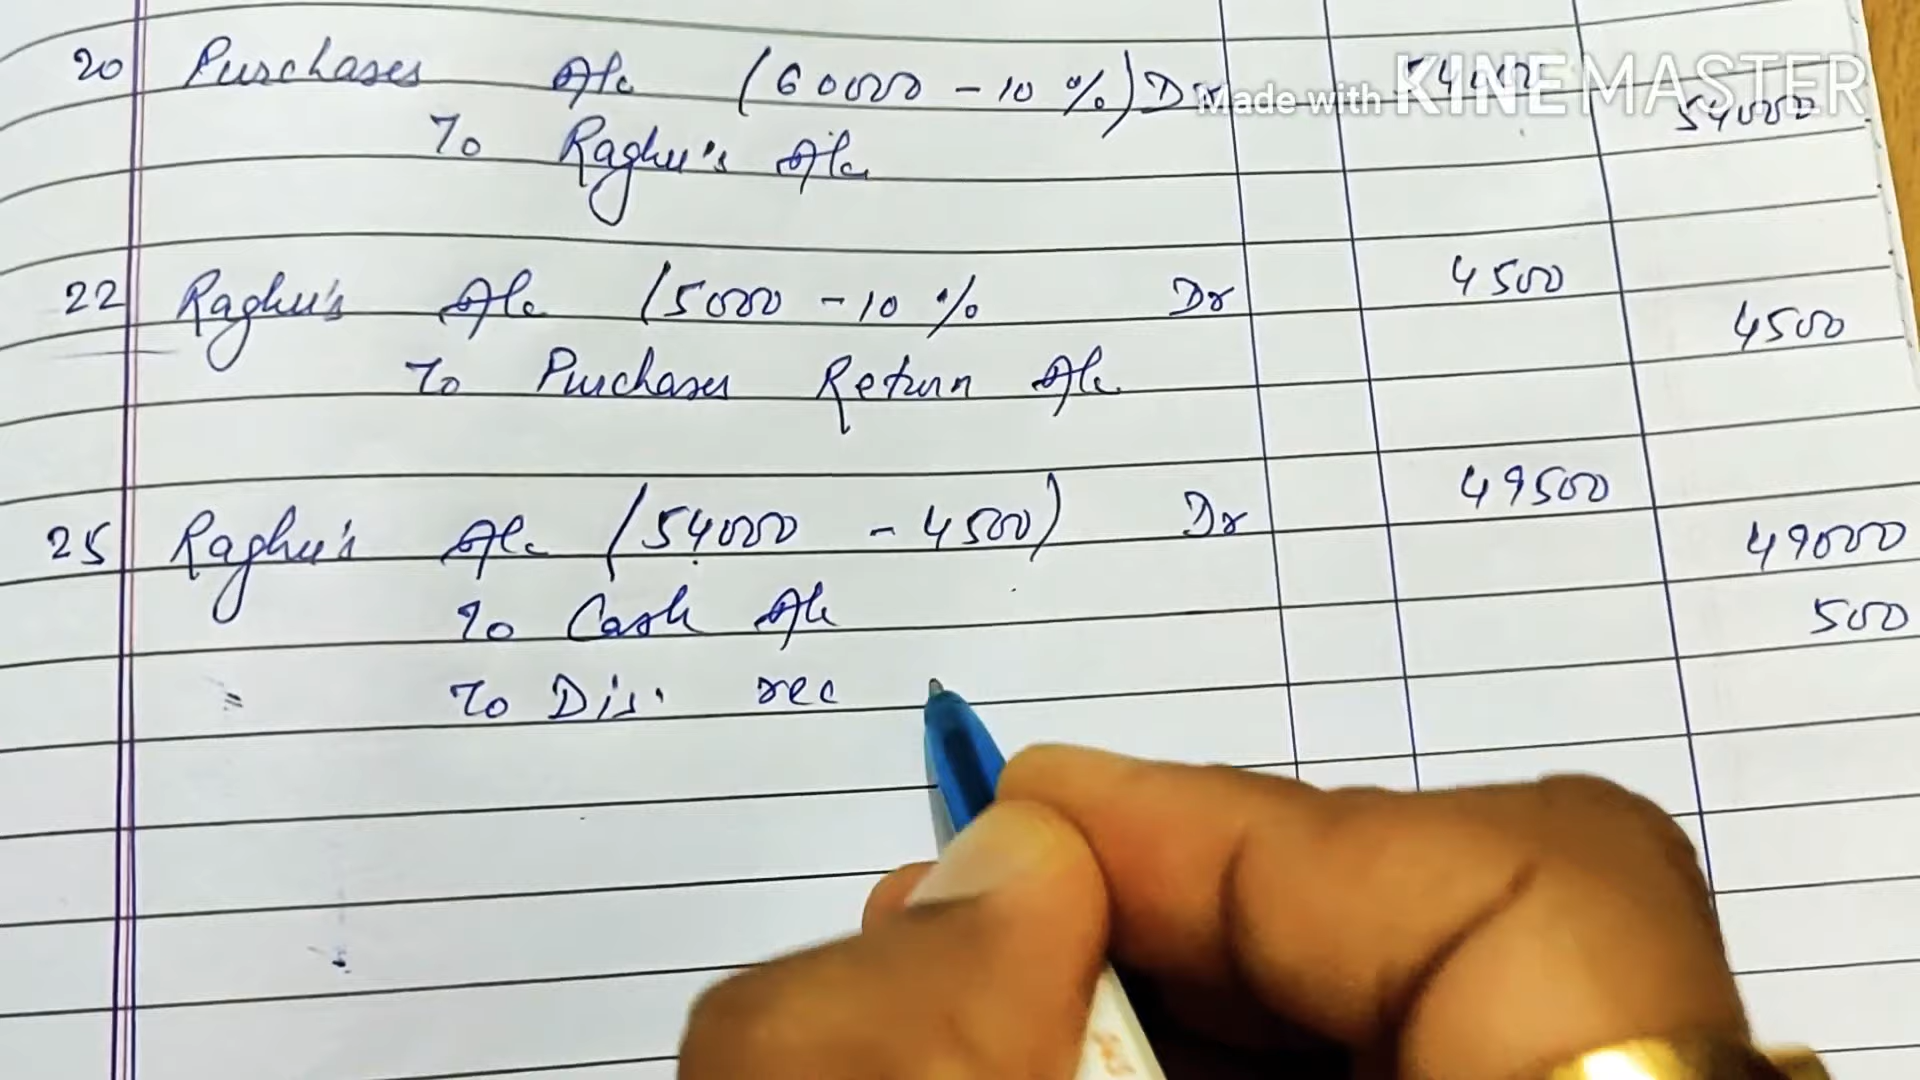 20 Purchases A/c (60000 - 10 %) Dr 54000
To Raghu's A/c 54000
Made with KINEMASTER
22 Raghu's A/c (5000 - 10 % Dr 4500
To Purchases Return A/c 4500
25 Raghu's A/c (54000 - 4500) Dr 49500
To Cash A/c 49000
To Dis. rec 500